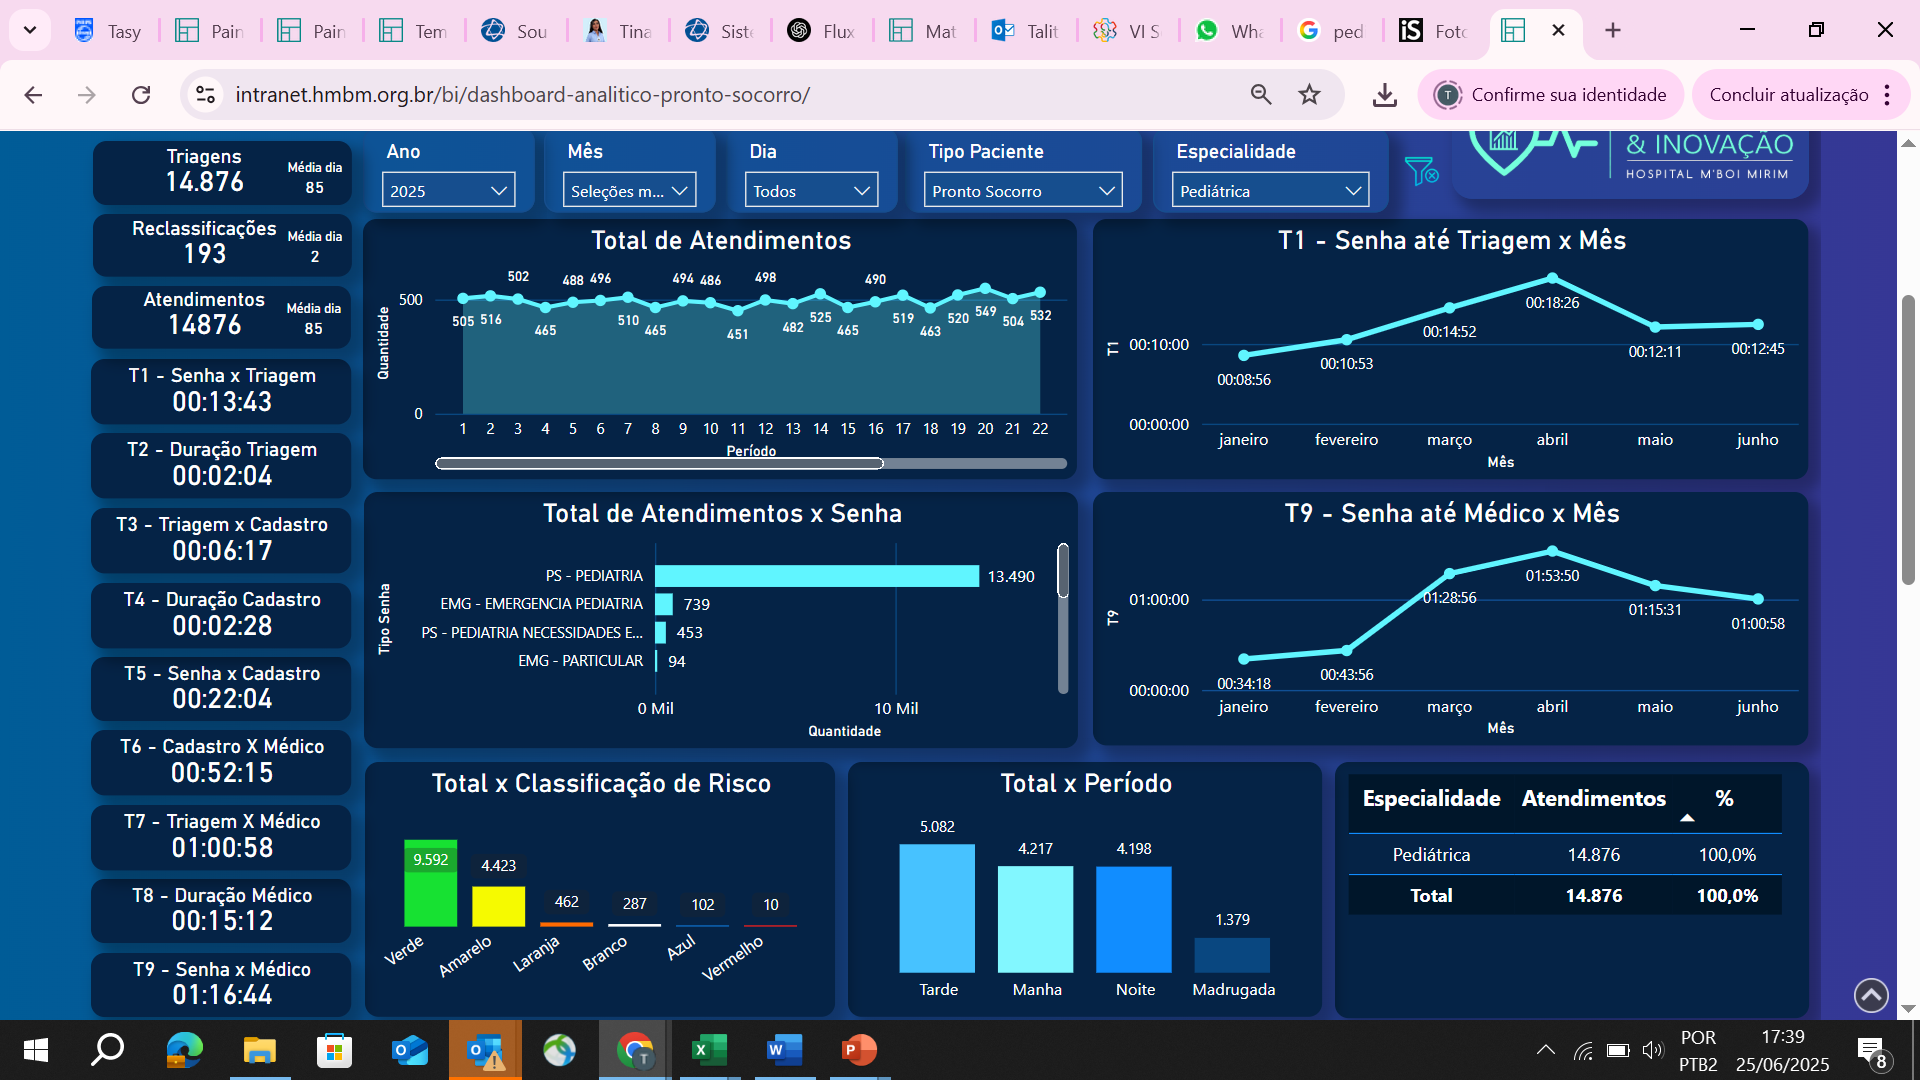 Tasy
Pain
Pain
Tem
Sou
Tina
Siste
Flux
Mat
Talit
VI S
Wha
ped
Foto
intranet.hmbm.org.br/bi/dashboard-analitico-pronto-socorro/
T
Confirme sua identidade
Concluir atualização
Triagens
14.876
Média dia
85
Reclassificações
193
Média dia
2
Atendimentos
14876
Média dia
85
T1 - Senha x Triagem
00:13:43
T2 - Duração Triagem
00:02:04
T3 - Triagem x Cadastro
00:06:17
T4 - Duração Cadastro
00:02:28
T5 - Senha x Cadastro
00:22:04
T6 - Cadastro X Médico
00:52:15
T7 - Triagem X Médico
01:00:58
T8 - Duração Médico
00:15:12
T9 - Senha x Médico
01:16:44
Ano
2025
Mês
Seleções m...
Dia
Todos
Tipo Paciente
Pronto Socorro
Especialidade
Pediátrica
& INOVAÇÃO
HOSPITAL M'BOI MIRIM
Total de Atendimentos
Quantidade
500
0
505 516 502 465 488 496 510 465 494 486 451 498 482 525 465 490 519 463 520 549 504 532
1 2 3 4 5 6 7 8 9 10 11 12 13 14 15 16 17 18 19 20 21 22
Período
T1 - Senha até Triagem x Mês
T1
00:10:00
00:00:00
00:08:56 00:10:53 00:14:52 00:18:26 00:12:11 00:12:45
janeiro fevereiro março abril maio junho
Mês
Total de Atendimentos x Senha
Tipo Senha
PS - PEDIATRIA 13.490
EMG - EMERGENCIA PEDIATRIA 739
PS - PEDIATRIA NECESSIDADES E... 453
EMG - PARTICULAR 94
0 Mil 10 Mil
Quantidade
T9 - Senha até Médico x Mês
T9
01:00:00
00:00:00
00:34:18 00:43:56 01:28:56 01:53:50 01:15:31 01:00:58
janeiro fevereiro março abril maio junho
Mês
Total x Classificação de Risco
9.592 4.423 462 287 102 10
Verde Amarelo Laranja Branco Azul Vermelho
Total x Período
5.082 4.217 4.198 1.379
Tarde Manha Noite Madrugada
Especialidade Atendimentos %
Pediátrica 14.876 100,0%
Total 14.876 100,0%
POR
PTB2
17:39
25/06/2025
8